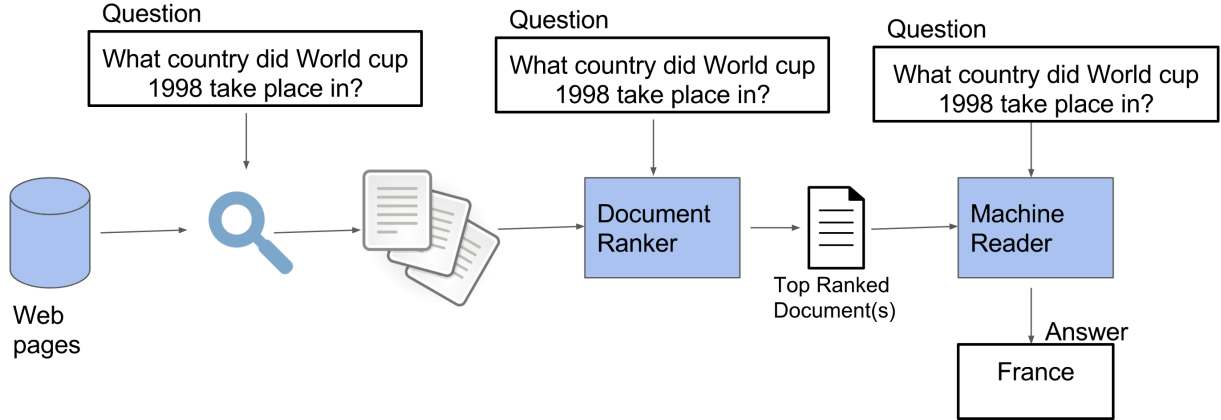 Question
What country did World cup
1998 take place in?
Question
What country did World cup
1998 take place in?
Question
What country did World cup
1998 take place in?
Web
pages
Document
Ranker
Top Ranked
Document(s)
Machine
Reader
Answer
France